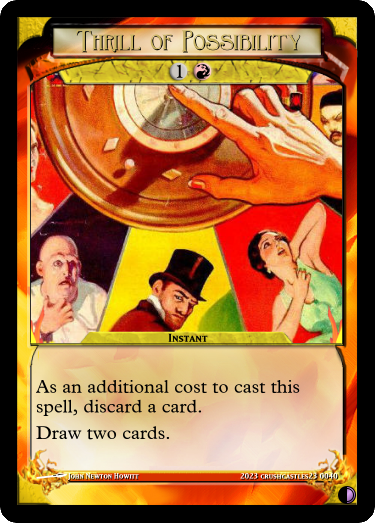 Thrill of Possibility
1
Instant
As an additional cost to cast this
spell, discard a card.
Draw two cards.
John Newton Howitt
2023 crushcastles23 0040